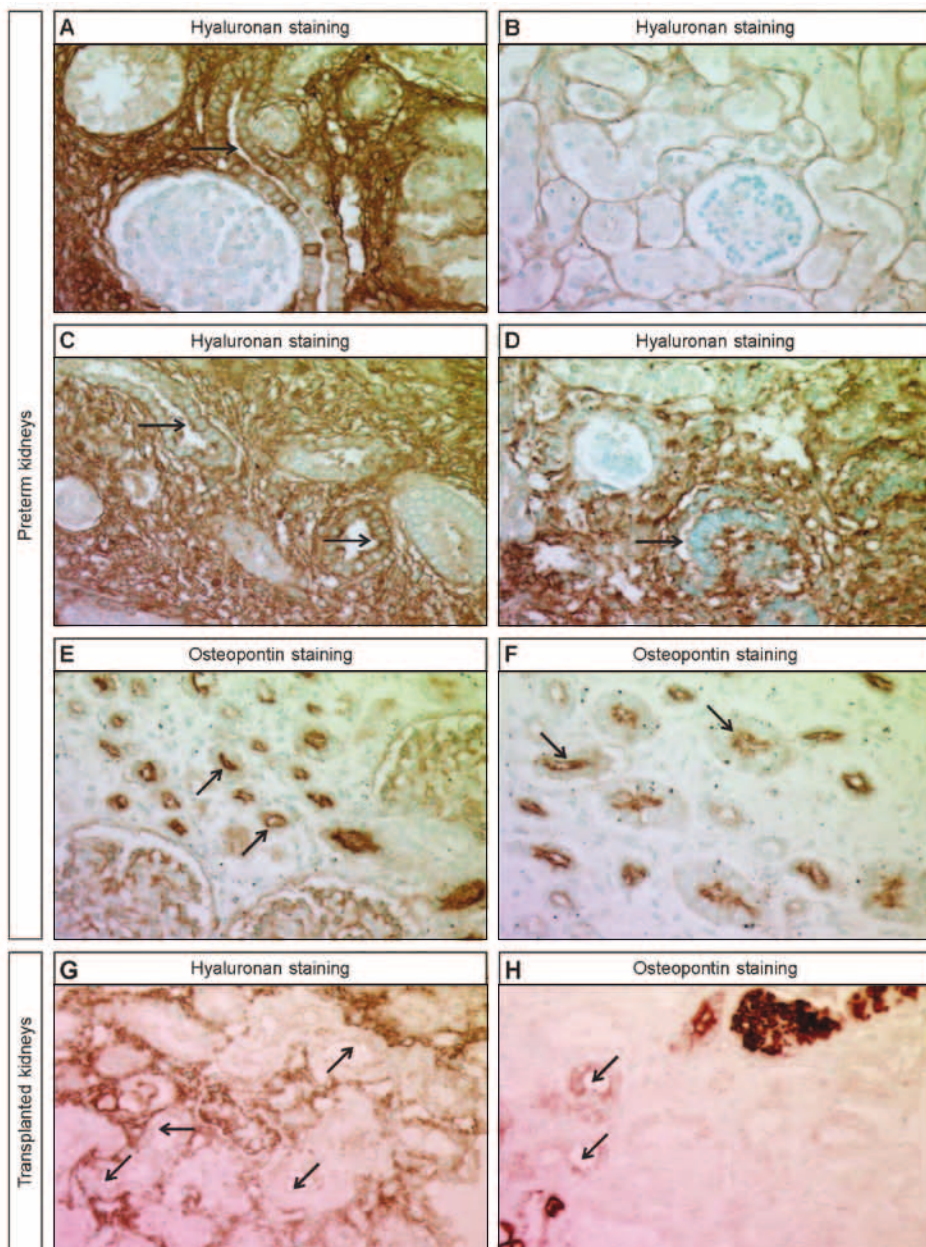 Preterm kidneys
A Hyaluronan staining
B Hyaluronan staining
C Hyaluronan staining
D Hyaluronan staining
E Osteopontin staining
F Osteopontin staining
Transplanted kidneys
G Hyaluronan staining
H Osteopontin staining